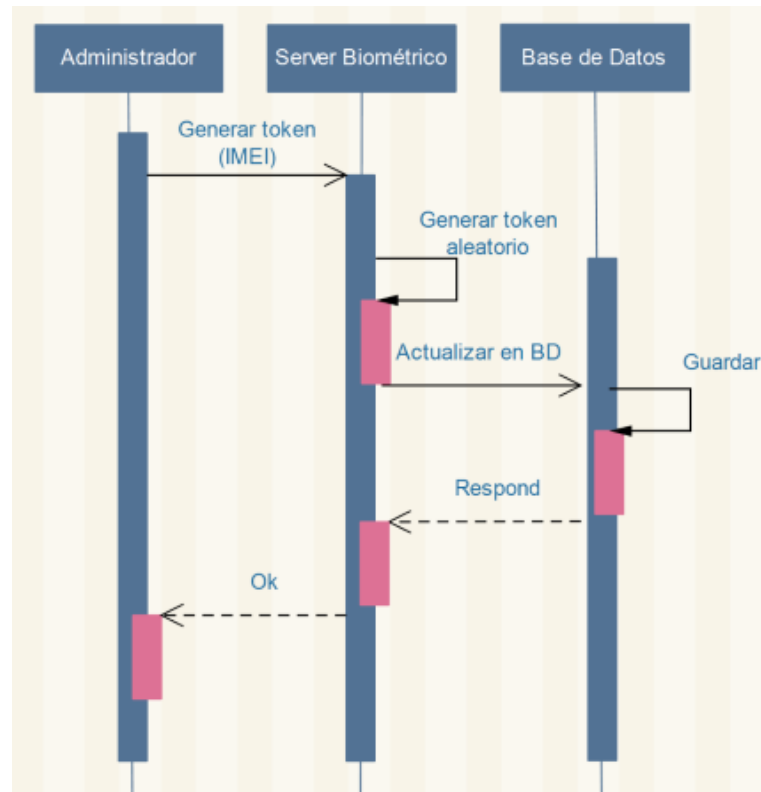 Administrador
Server Biométrico
Base de Datos
Generar token
(IMEI)
Generar token
aleatorio
Actualizar en BD
Guardar
Respond
Ok